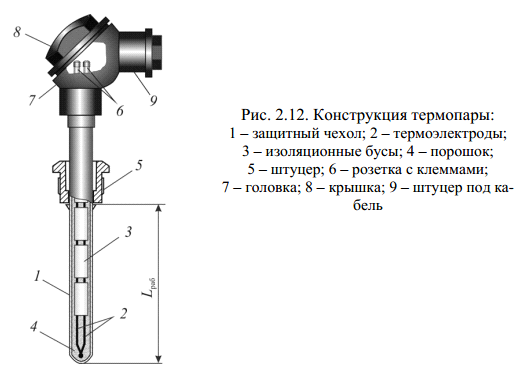 8
7
6
9
5
3
1
2
4
Lраб
Рис. 2.12. Конструкция термопары:
1 – защитный чехол; 2 – термоэлектроды;
3 – изоляционные бусы; 4 – порошок;
5 – штуцер; 6 – розетка с клеммами;
7 – головка; 8 – крышка; 9 – штуцер под ка-
бель